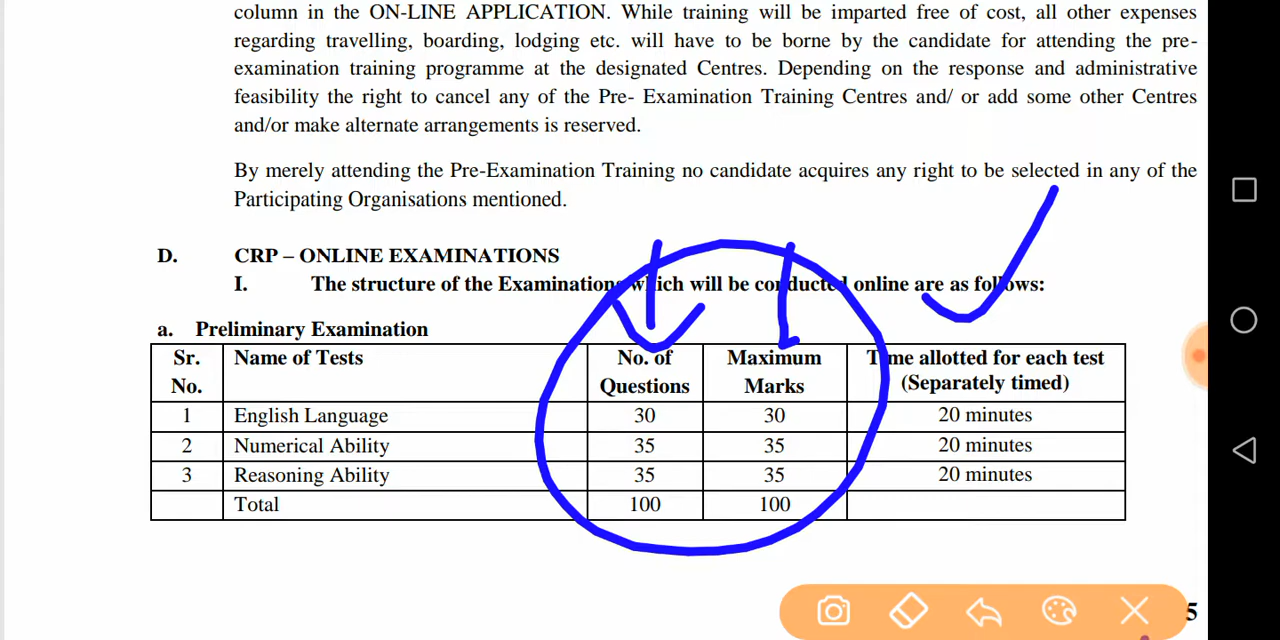 column in the ON-LINE APPLICATION. While training will be imparted free of cost, all other expenses
regarding travelling, boarding, lodging etc. will have to be borne by the candidate for attending the pre-
examination training programme at the designated Centres. Depending on the response and administrative
feasibility the right to cancel any of the Pre- Examination Training Centres and/ or add some other Centres
and/or make alternate arrangements is reserved.
By merely attending the Pre-Examination Training no candidate acquires any right to be selected in any of the
Participating Organisations mentioned.
D. CRP – ONLINE EXAMINATIONS
I. The structure of the Examinations which will be conducted online are as follows:
a. Preliminary Examination
Sr. No. Name of Tests No. of Questions Maximum Marks Time allotted for each test (Separately timed)
1 English Language 30 30 20 minutes
2 Numerical Ability 35 35 20 minutes
3 Reasoning Ability 35 35 20 minutes
Total 100 100
5